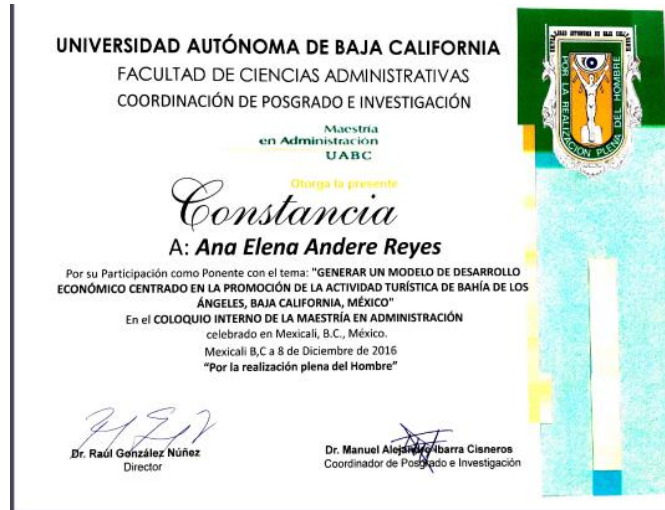 UNIVERSIDAD AUTÓNOMA DE BAJA CALIFORNIA
FACULTAD DE CIENCIAS ADMINISTRATIVAS
COORDINACIÓN DE POSGRADO E INVESTIGACIÓN
Maestría
en Administración
UABC
Otorga la presente
Constancia
A: Ana Elena Andere Reyes
Por su Participación como Ponente con el tema: "GENERAR UN MODELO DE DESARROLLO
ECONÓMICO CENTRADO EN LA PROMOCIÓN DE LA ACTIVIDAD TURÍSTICA DE BAHÍA DE LOS
ÁNGELES, BAJA CALIFORNIA, MÉXICO"
En el COLOQUIO INTERNO DE LA MAESTRÍA EN ADMINISTRACIÓN
celebrado en Mexicali, B.C., México.
Mexicali B,C a 8 de Diciembre de 2016
"Por la realización plena del Hombre"
Dr. Raúl González Núñez
Director
Dr. Manuel Alejandro Ibarra Cisneros
Coordinador de Posgrado e Investigación
POR LA REALIZACION PLENA DEL HOMBRE